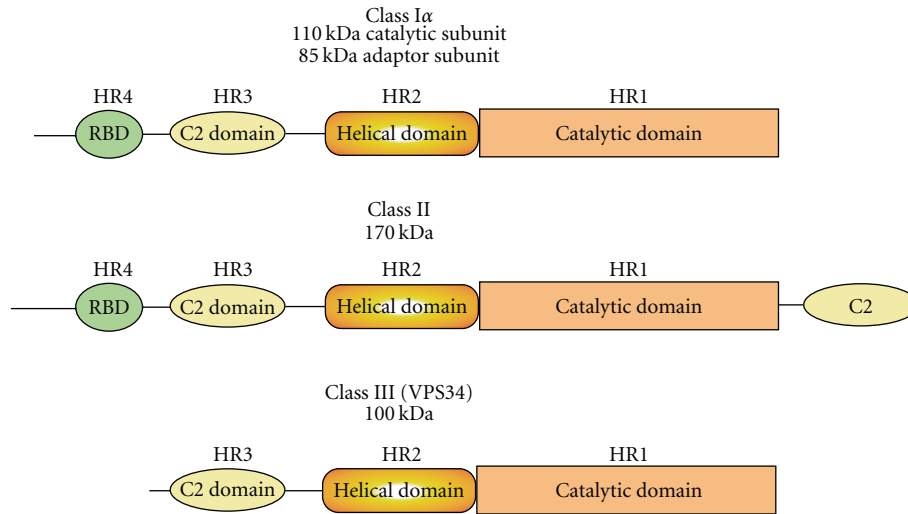 Class Iα
110 kDa catalytic subunit
85 kDa adaptor subunit
HR4 HR3 HR2 HR1
RBD C2 domain Helical domain Catalytic domain
Class II
170 kDa
HR4 HR3 HR2 HR1
RBD C2 domain Helical domain Catalytic domain C2
Class III (VPS34)
100 kDa
HR3 HR2 HR1
C2 domain Helical domain Catalytic domain